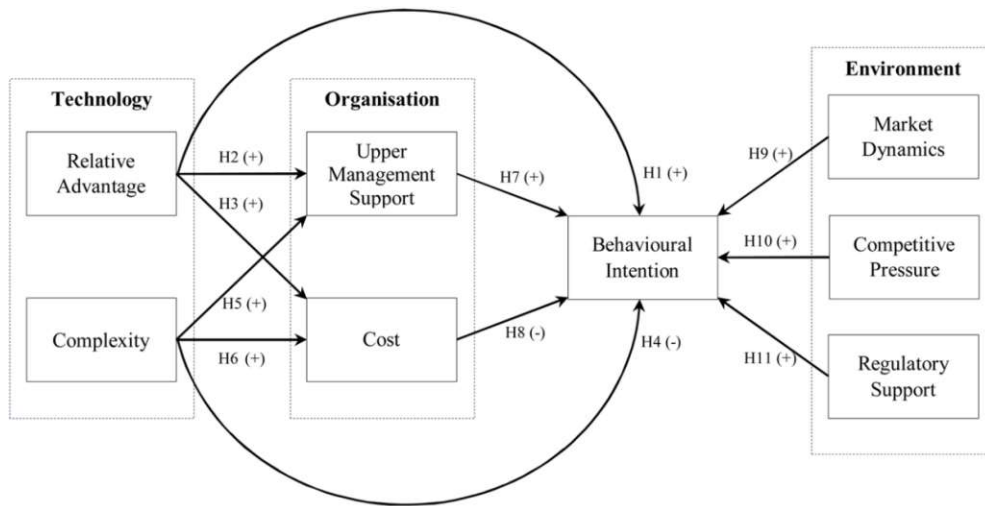 Technology
Relative
Advantage
Complexity
H2 (+)
H3 (+)
H5 (+)
H6 (+)
Organisation
Upper
Management
Support
Cost
H7 (+)
H8 (-)
H1 (+)
Behavioural
Intention
H4 (-)
H9 (+)
H10 (+)
H11 (+)
Environment
Market
Dynamics
Competitive
Pressure
Regulatory
Support